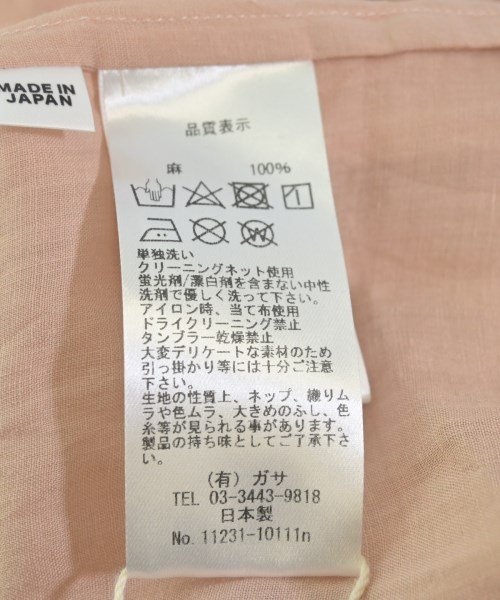 MADE IN
JAPAN
品質表示
麻 100%
単独洗い
クリーニングネット使用
蛍光剤/漂白剤を含まない中性
洗剤で優しく洗って下さい。
アイロン時、当て布使用
ドライクリーニング禁止
タンブラー乾燥禁止
大変デリケートな素材のため
引っ掛かり等には十分ご注意
下さい。
生地の性質上、ネップ、織りム
ラや色ムラ、大きめのふし、色
糸等が見られる事があります。
製品の持ち味としてご了承下さ
い。
(有) ガサ
TEL 03-3443-9818
日本製
No. 11231-10111n